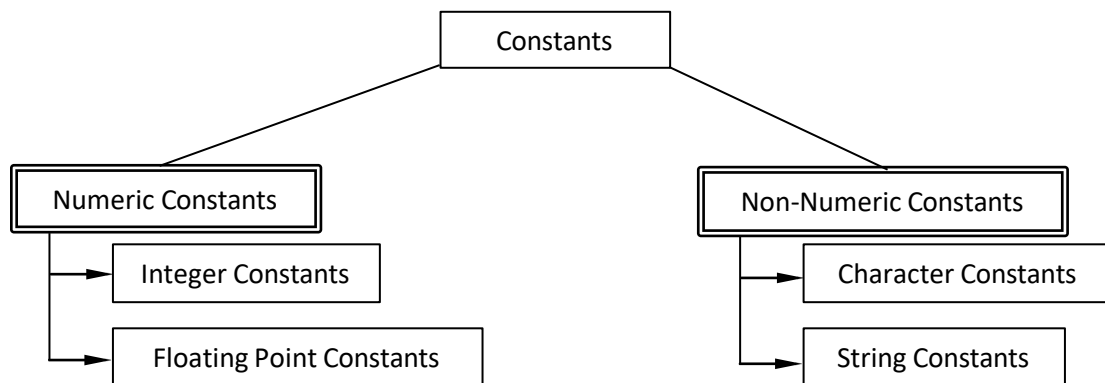 Constants
Numeric Constants
Non-Numeric Constants
Integer Constants
Character Constants
Floating Point Constants
String Constants